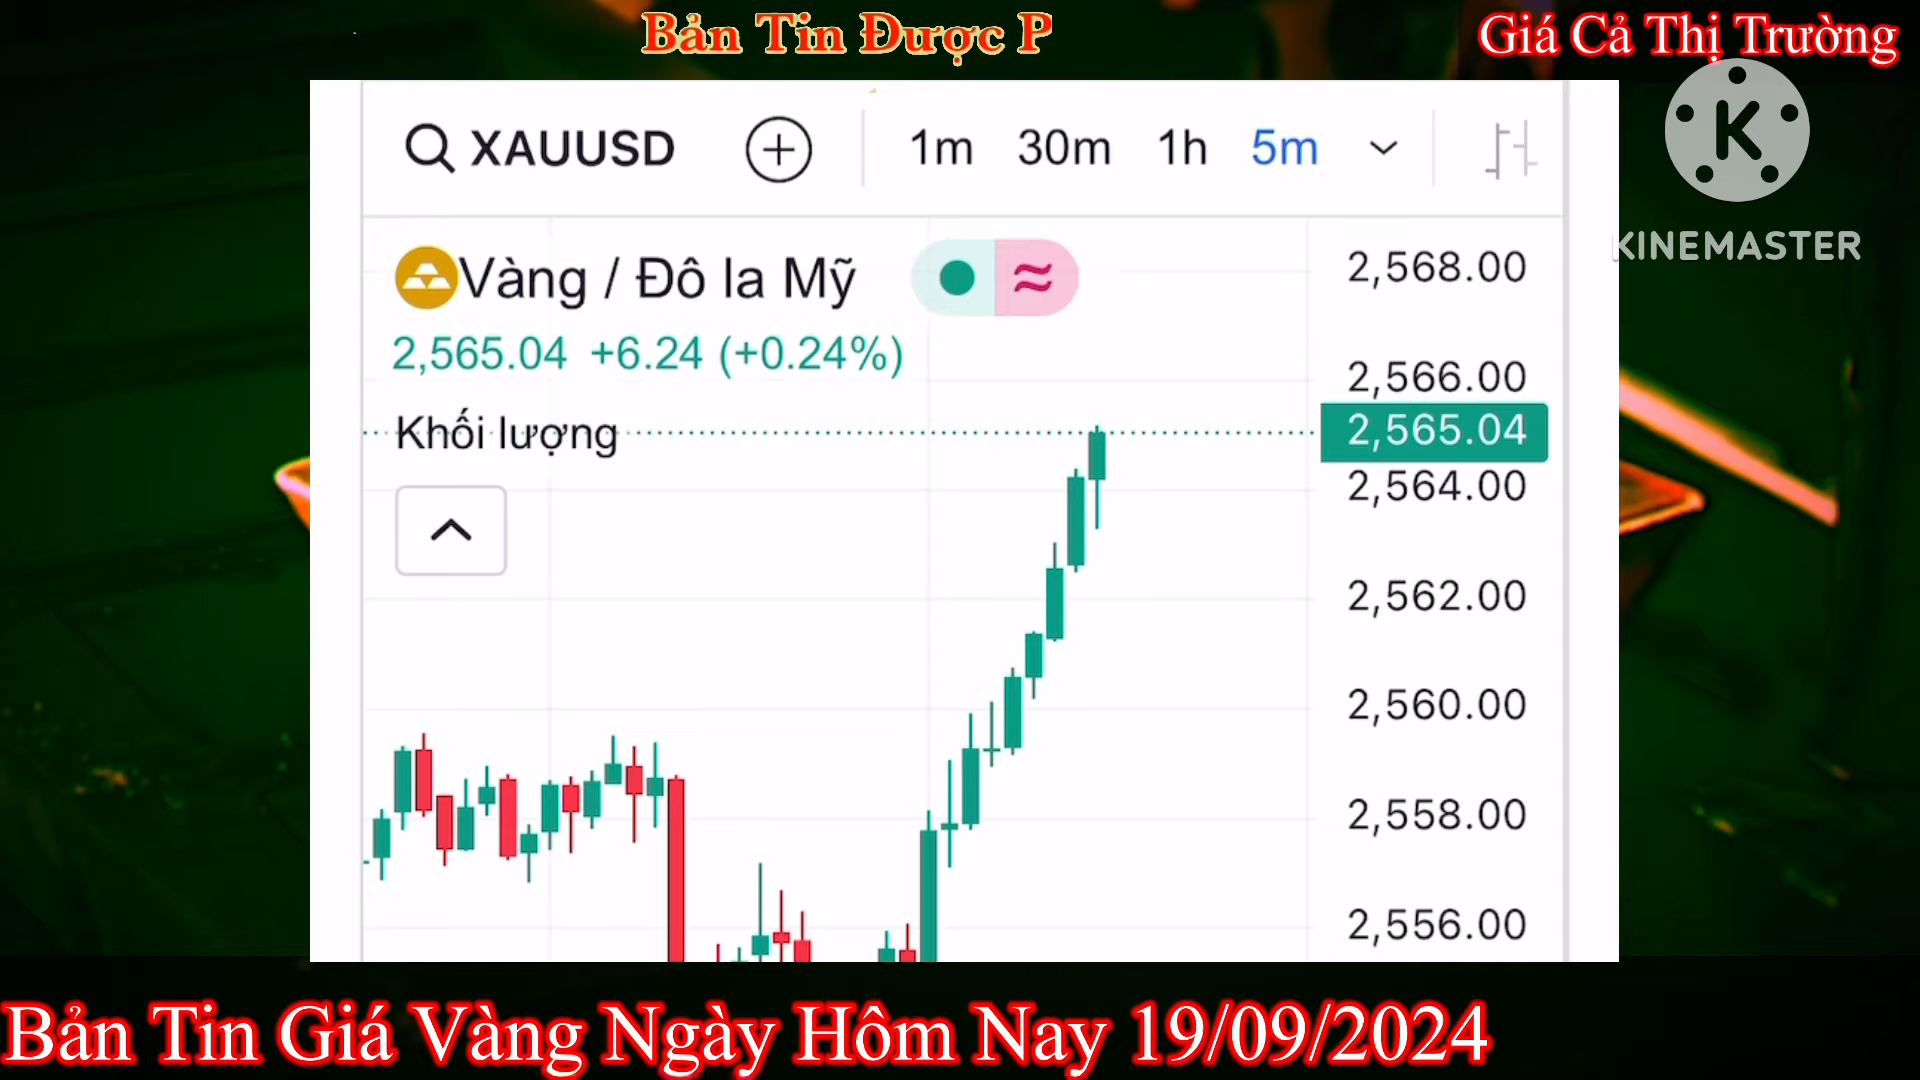 Bản Tin Được P
Giá Cả Thị Trường
KINEMASTER
XAUUSD 1m 30m 1h 5m
Vàng / Đô la Mỹ
2,565.04 +6.24 (+0.24%)
Khối lượng
2,568.00
2,566.00
2,565.04
2,564.00
2,562.00
2,560.00
2,558.00
2,556.00
Bản Tin Giá Vàng Ngày Hôm Nay 19/09/2024